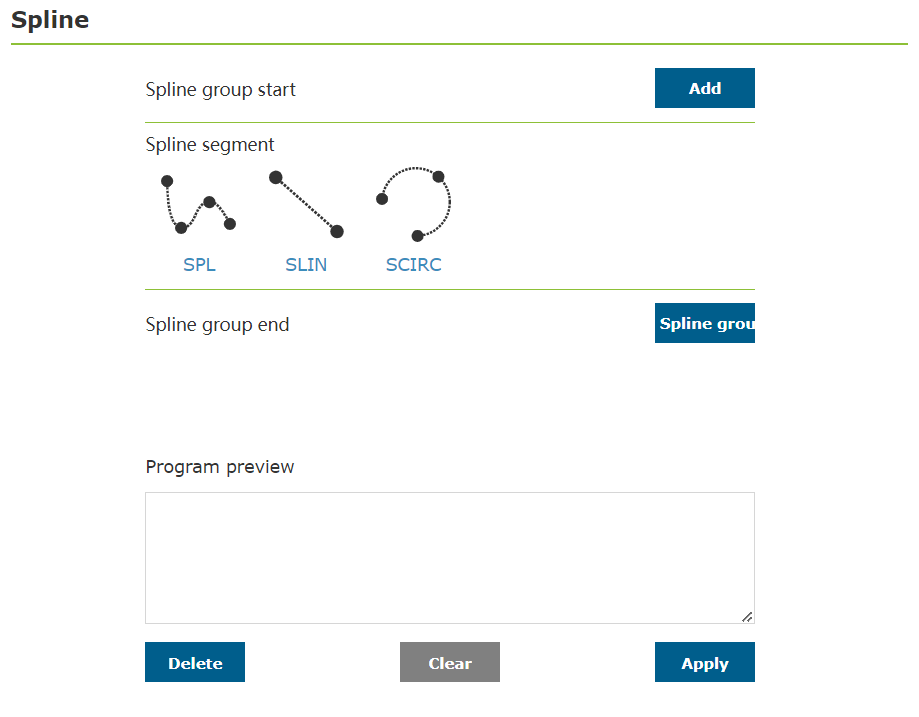 Spline
Spline group start
Add
Spline segment
SPL SLIN SCIRC
Spline group end
Spline grou
Program preview
Delete Clear Apply